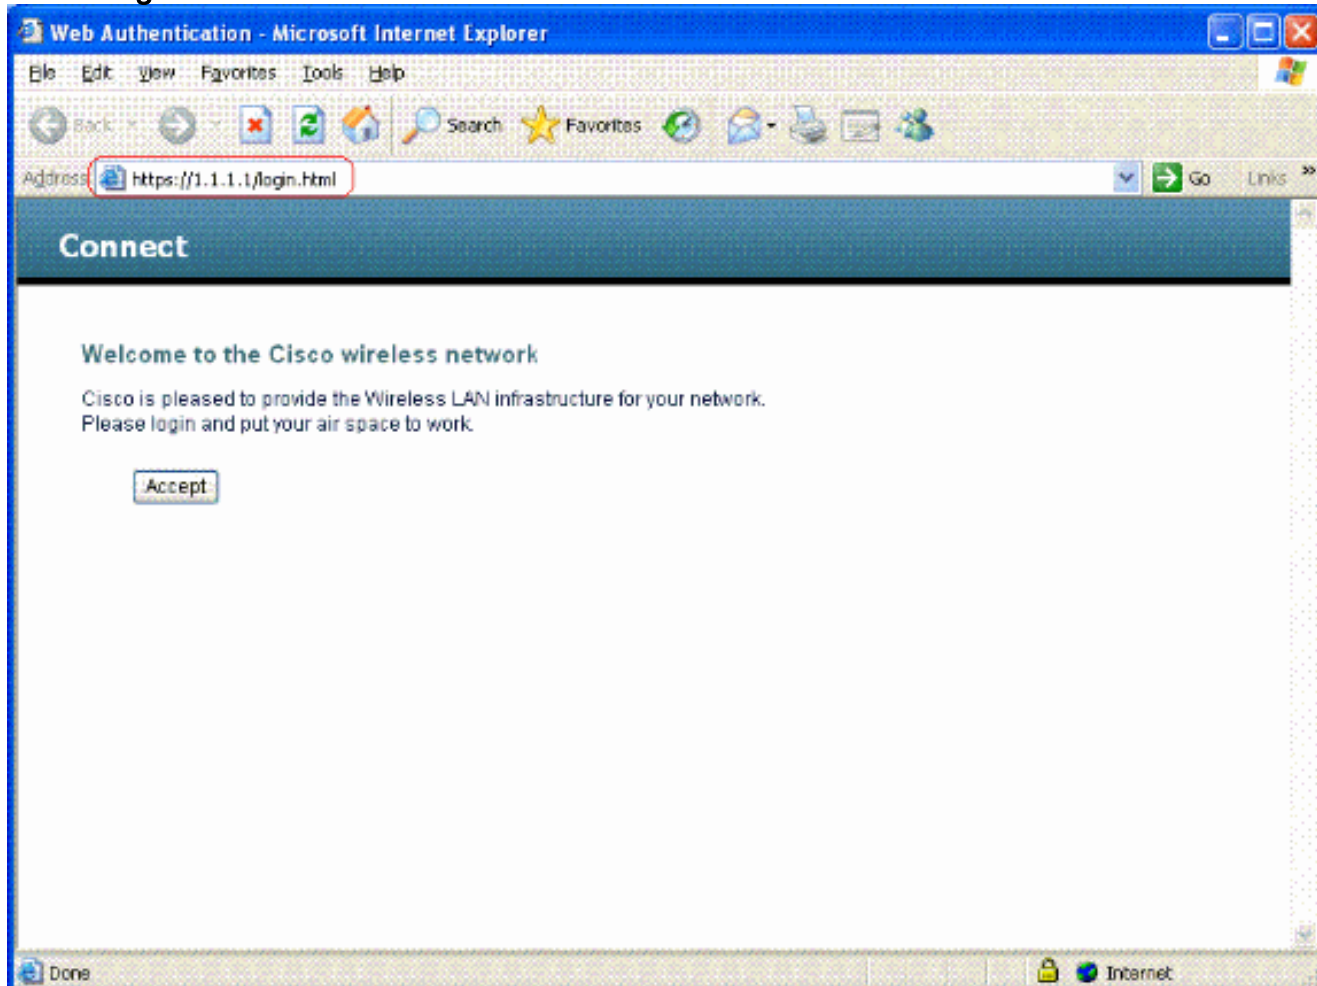 Web Authentication - Microsoft Internet Explorer
File Edit View Favorites Tools Help
Back Search Favorites
Address https://1.1.1.1/login.html Go Links »
Connect
Welcome to the Cisco wireless network
Cisco is pleased to provide the Wireless LAN infrastructure for your network.
Please login and put your air space to work.
Accept
Done Internet